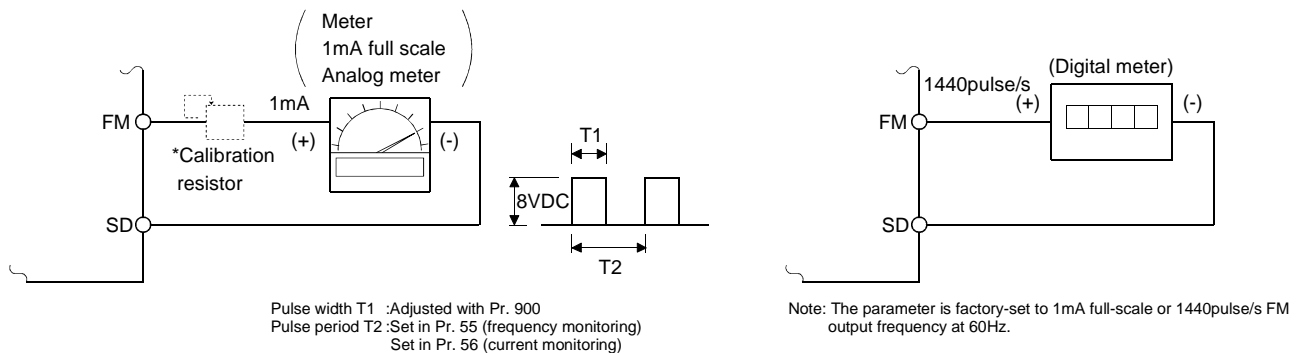 Meter
1mA full scale
Analog meter
FM
1mA
(+)
(-)
*Calibration
resistor
SD
T1
8VDC
T2
Pulse width T1 :Adjusted with Pr. 900
Pulse period T2 :Set in Pr. 55 (frequency monitoring)
Set in Pr. 56 (current monitoring)
(Digital meter)
1440pulse/s
(+)
(-)
FM
SD
Note: The parameter is factory-set to 1mA full-scale or 1440pulse/s FM
output frequency at 60Hz.